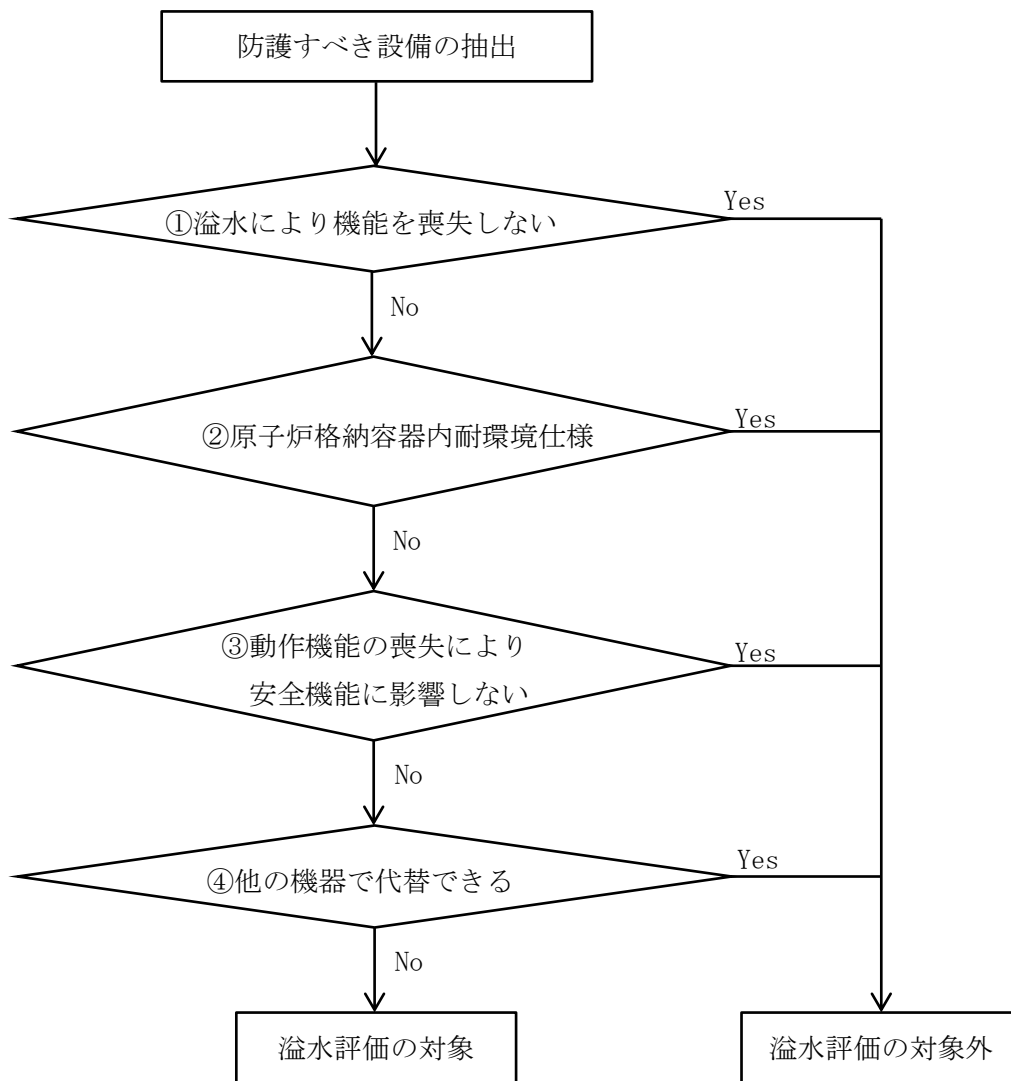 防護すべき設備の抽出
①溢水により機能を喪失しない
Yes
No
②原子炉格納容器内耐環境仕様
Yes
No
③動作機能の喪失により
安全機能に影響しない
Yes
No
④他の機器で代替できる
Yes
No
溢水評価の対象
溢水評価の対象外